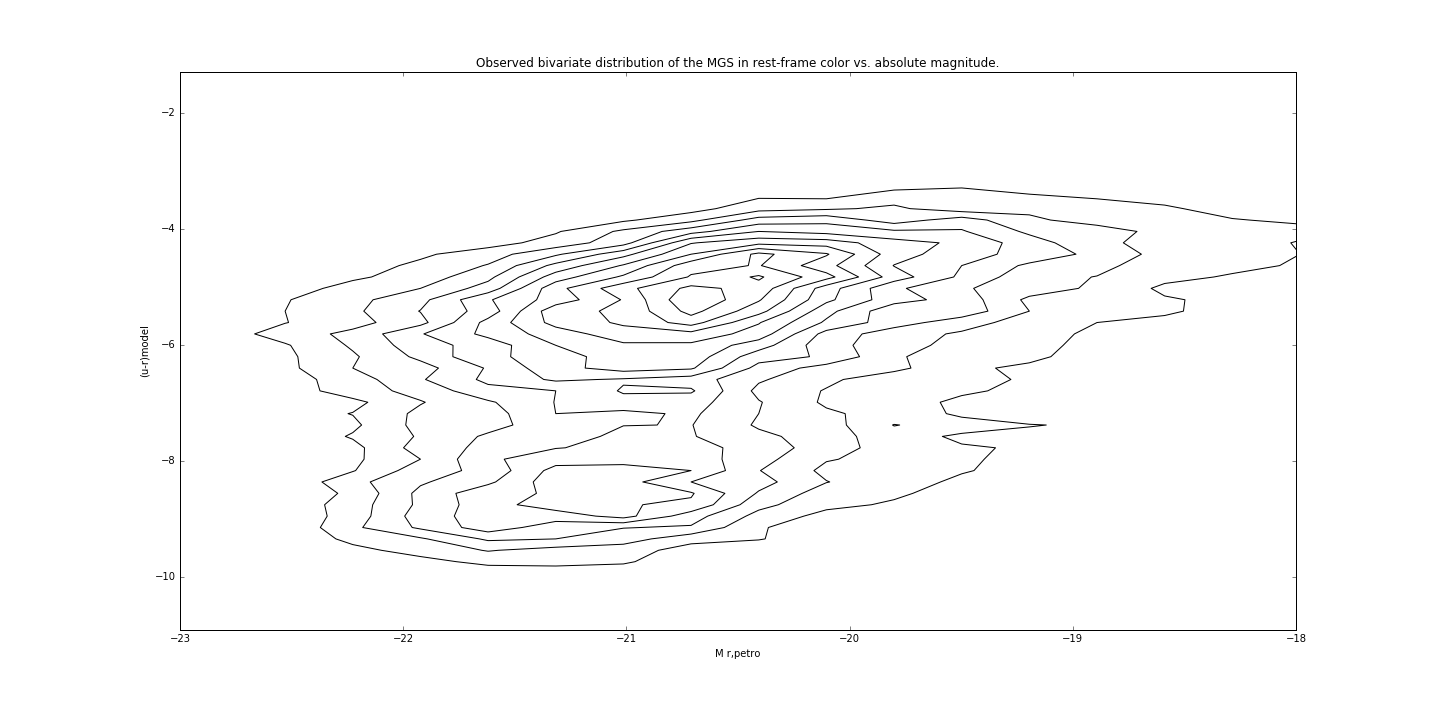 Observed bivariate distribution of the MGS in rest-frame color vs. absolute magnitude.
−2
−4
−6
−8
−10
(u-r)model
−23 −22 −21 −20 −19 −18
M r,petro